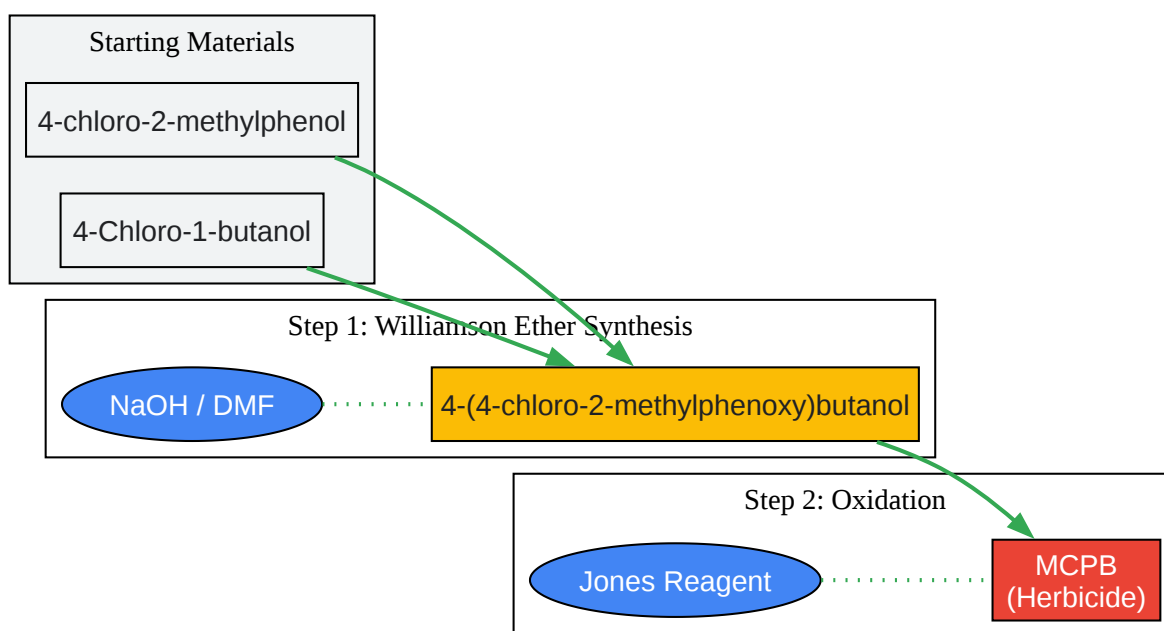 Starting Materials
4-chloro-2-methylphenol
4-Chloro-1-butanol
Step 1: Williamson Ether Synthesis
NaOH / DMF
4-(4-chloro-2-methylphenoxy)butanol
Step 2: Oxidation
Jones Reagent
MCPB
(Herbicide)